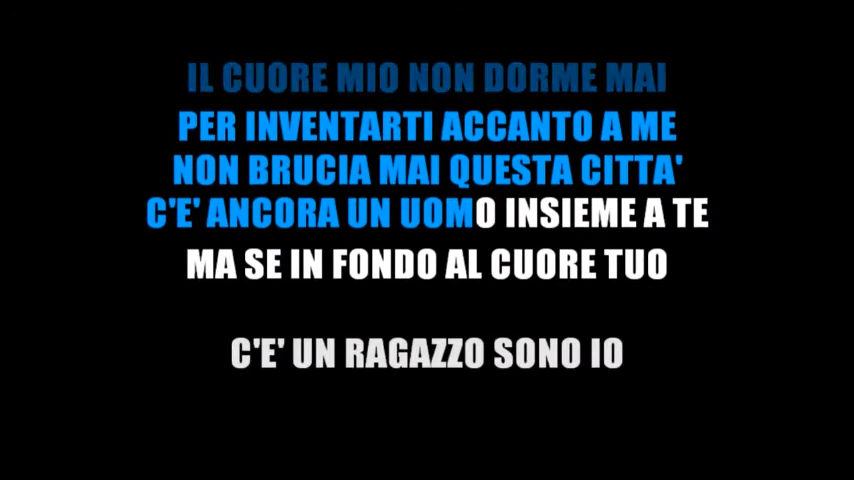 IL CUORE MIO NON DORME MAI
PER INVENTARTI ACCANTO A ME
NON BRUCIA MAI QUESTA CITTA'
C'E' ANCORA UN UOMO INSIEME A TE
MA SE IN FONDO AL CUORE TUO
C'E' UN RAGAZZO SONO IO